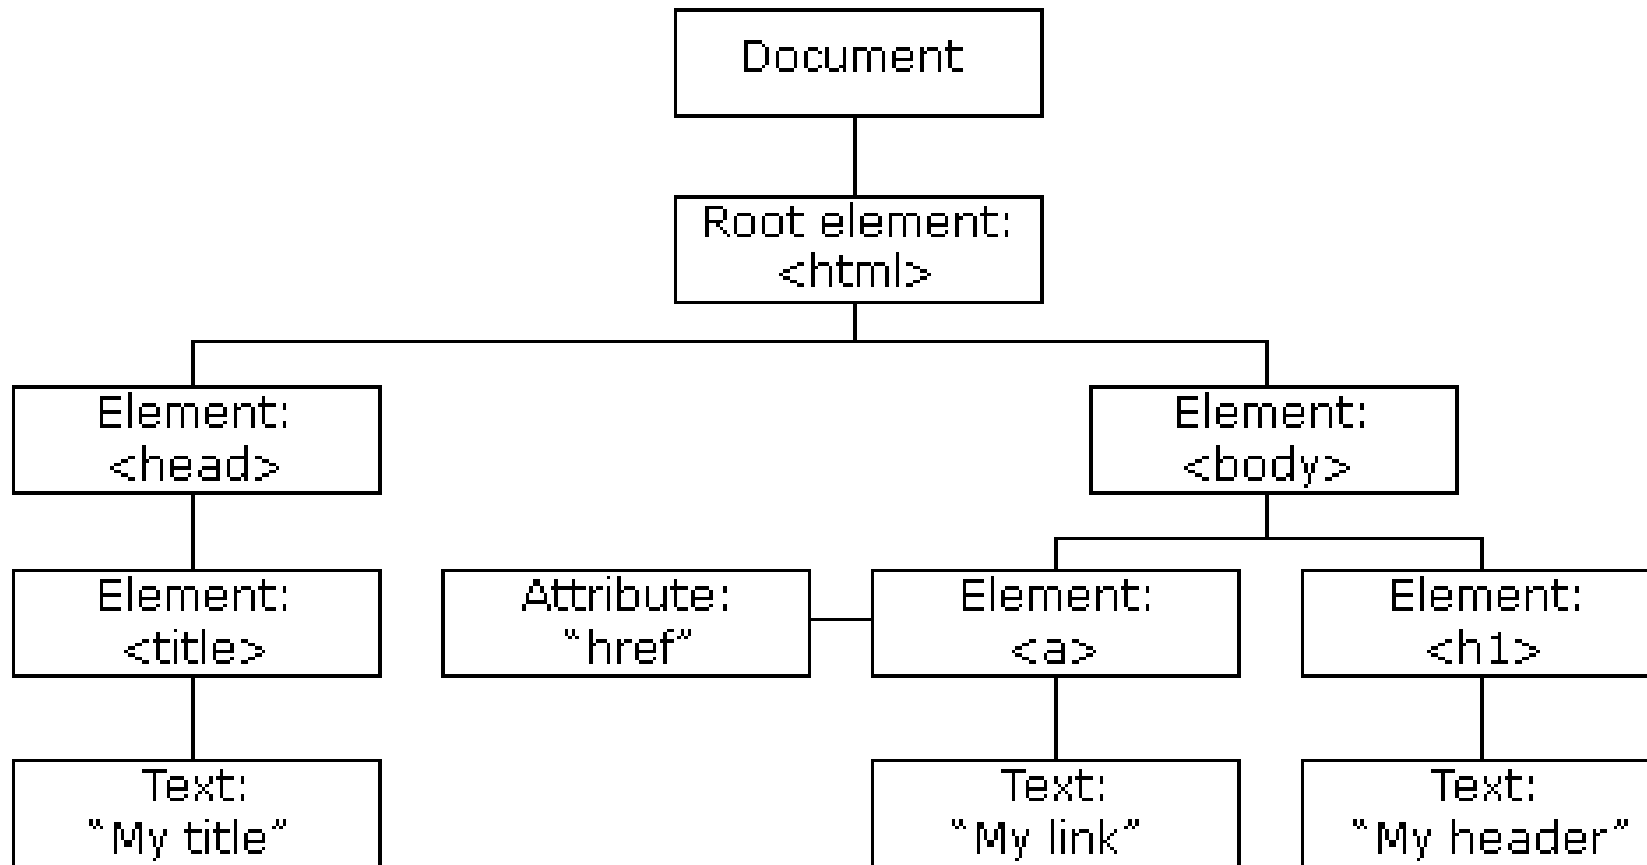 Document
Root element:
<html>
Element:
<head>
Element:
<body>
Element:
<title>
Attribute:
“href”
Element:
<a>
Element:
<h1>
Text:
“My title”
Text:
“My link”
Text:
“My header”